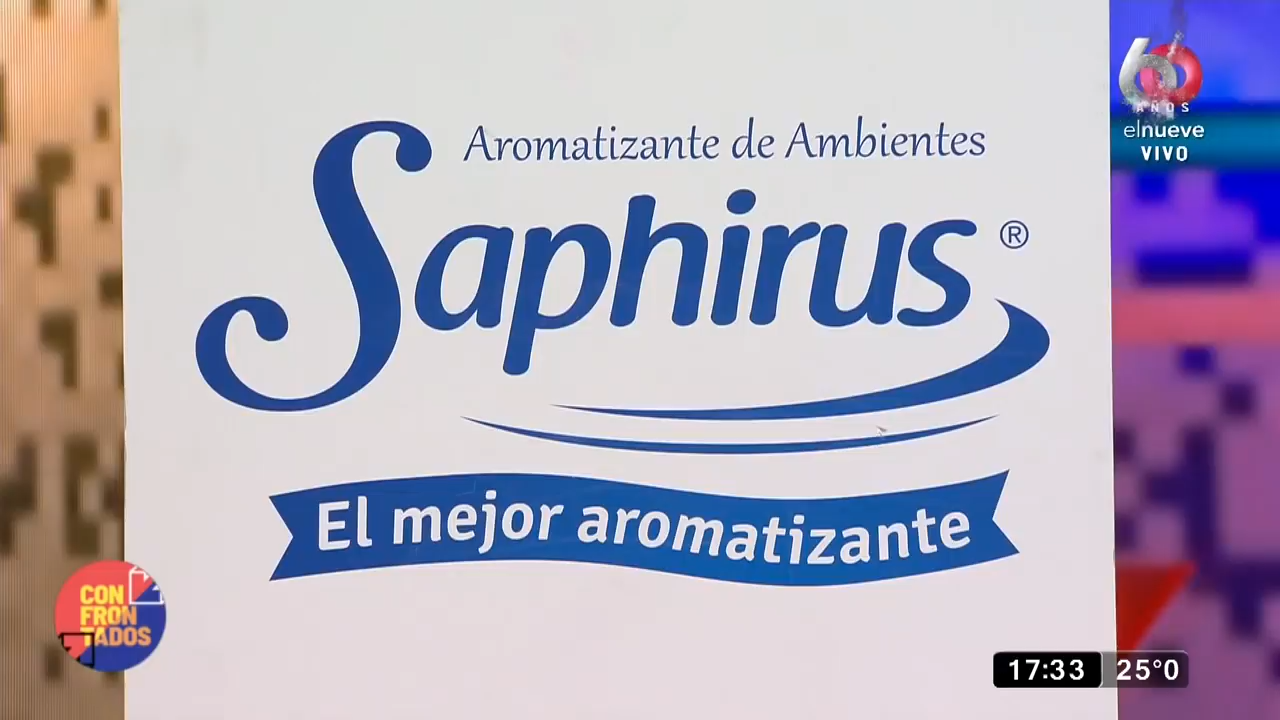 Aromatizante de Ambientes
Saphirus®
El mejor aromatizante
60
AÑOS
elnueve
VIVO
CON
FRON
TADOS
17:33 25°0